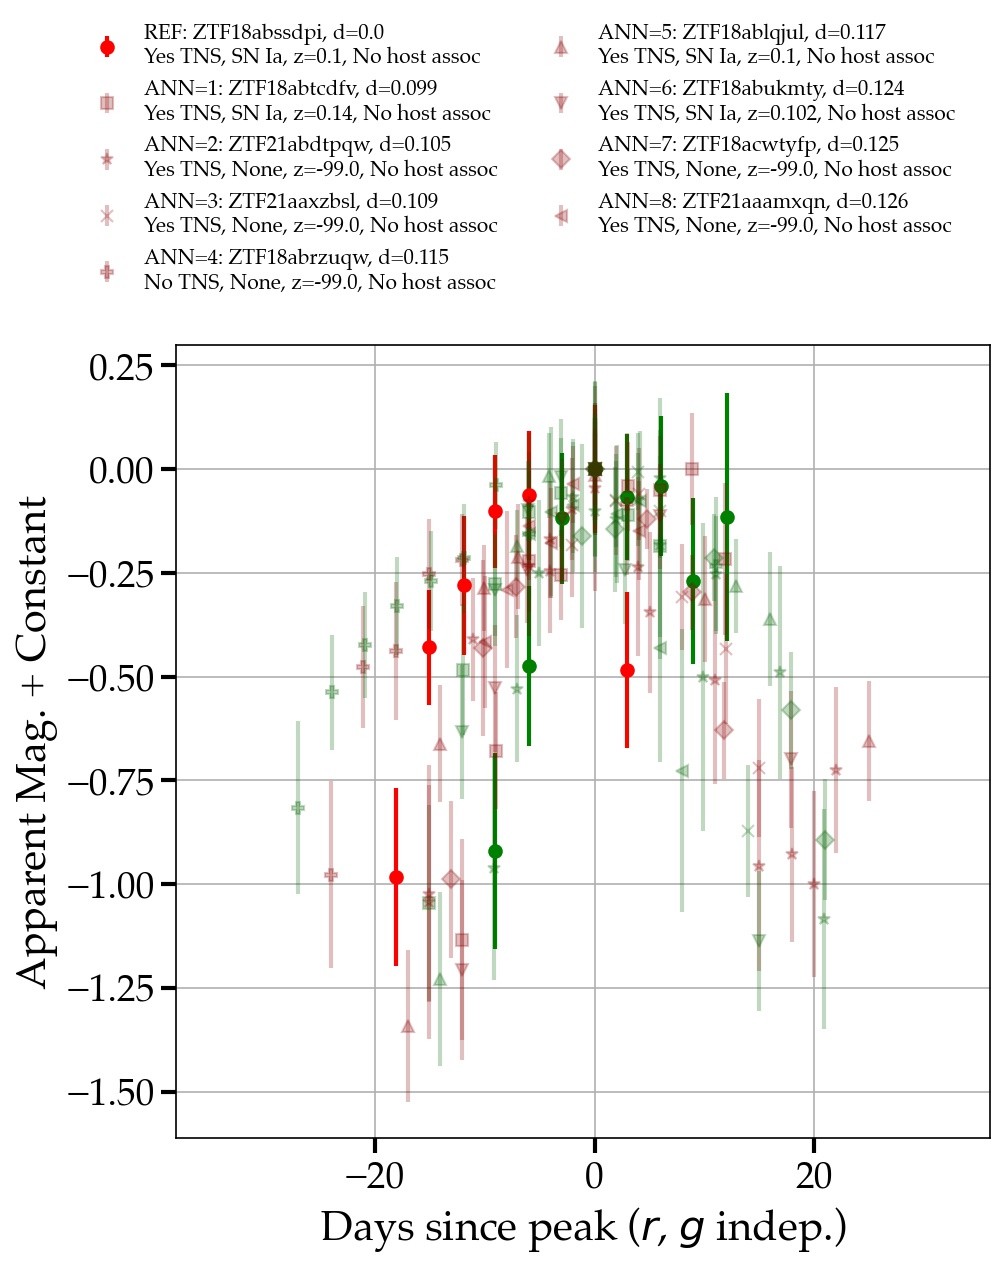 REF: ZTF18abssdpi, d=0.0
Yes TNS, SN Ia, z=0.1, No host assoc
ANN=1: ZTF18abtcdfv, d=0.099
Yes TNS, SN Ia, z=0.14, No host assoc
ANN=2: ZTF21abdtpqw, d=0.105
Yes TNS, None, z=-99.0, No host assoc
ANN=3: ZTF21aaxzbsl, d=0.109
Yes TNS, None, z=-99.0, No host assoc
ANN=4: ZTF18abrzuqw, d=0.115
No TNS, None, z=-99.0, No host assoc
ANN=5: ZTF18ablqjul, d=0.117
Yes TNS, SN Ia, z=0.1, No host assoc
ANN=6: ZTF18abukmty, d=0.124
Yes TNS, SN Ia, z=0.102, No host assoc
ANN=7: ZTF18acwtyfp, d=0.125
Yes TNS, None, z=-99.0, No host assoc
ANN=8: ZTF21aaamxqn, d=0.126
Yes TNS, None, z=-99.0, No host assoc
Apparent Mag. + Constant
0.25
0.00
−0.25
−0.50
−0.75
−1.00
−1.25
−1.50
−20 0 20
Days since peak (r, g indep.)